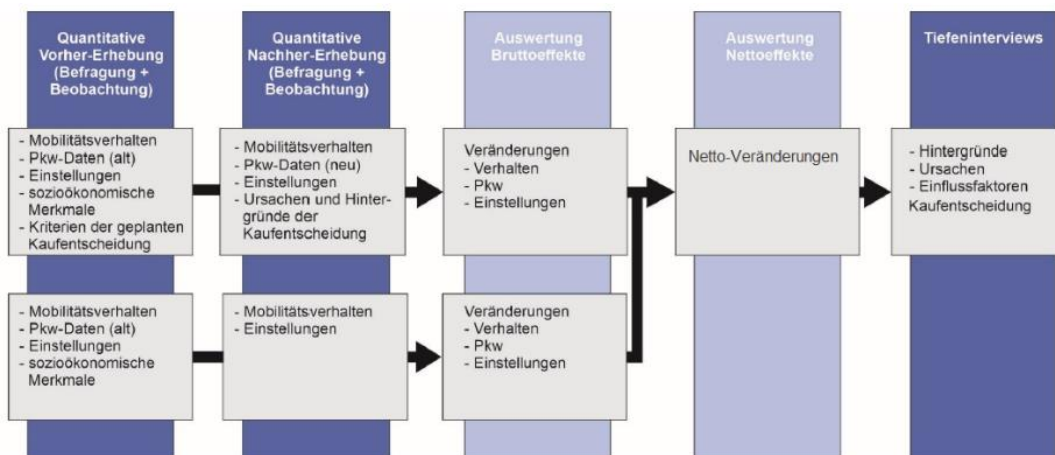 Quantitative
Vorher-Erhebung
(Befragung +
Beobachtung)
Quantitative
Nachher-Erhebung
(Befragung +
Beobachtung)
Auswertung
Bruttoeffekte
Auswertung
Nettoeffekte
Tiefeninterviews
- Mobilitätsverhalten
- Pkw-Daten (alt)
- Einstellungen
- sozioökonomische
Merkmale
- Kriterien der geplanten
Kaufentscheidung
- Mobilitätsverhalten
- Pkw-Daten (neu)
- Einstellungen
- Ursachen und Hinter-
gründe der
Kaufentscheidung
Veränderungen
- Verhalten
- Pkw
- Einstellungen
Netto-Veränderungen
- Hintergründe
- Ursachen
- Einflussfaktoren
Kaufentscheidung
- Mobilitätsverhalten
- Pkw-Daten (alt)
- Einstellungen
- sozioökonomische
Merkmale
- Mobilitätsverhalten
- Einstellungen
Veränderungen
- Verhalten
- Pkw
- Einstellungen